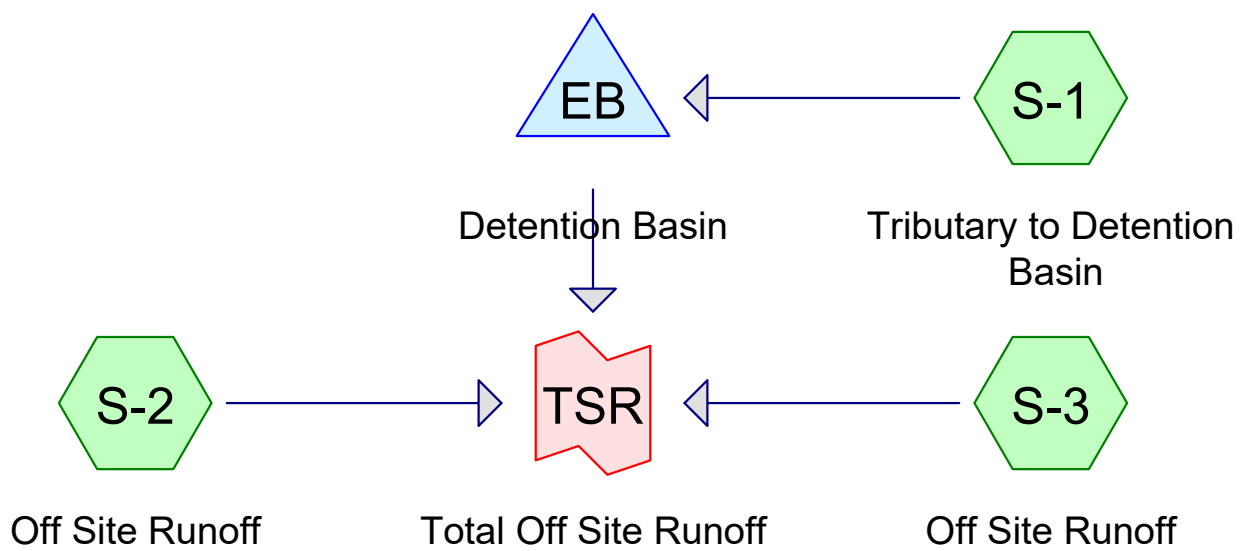 EB
S-1
Detention Basin
Tributary to Detention
Basin
S-2
TSR
S-3
Off Site Runoff
Total Off Site Runoff
Off Site Runoff